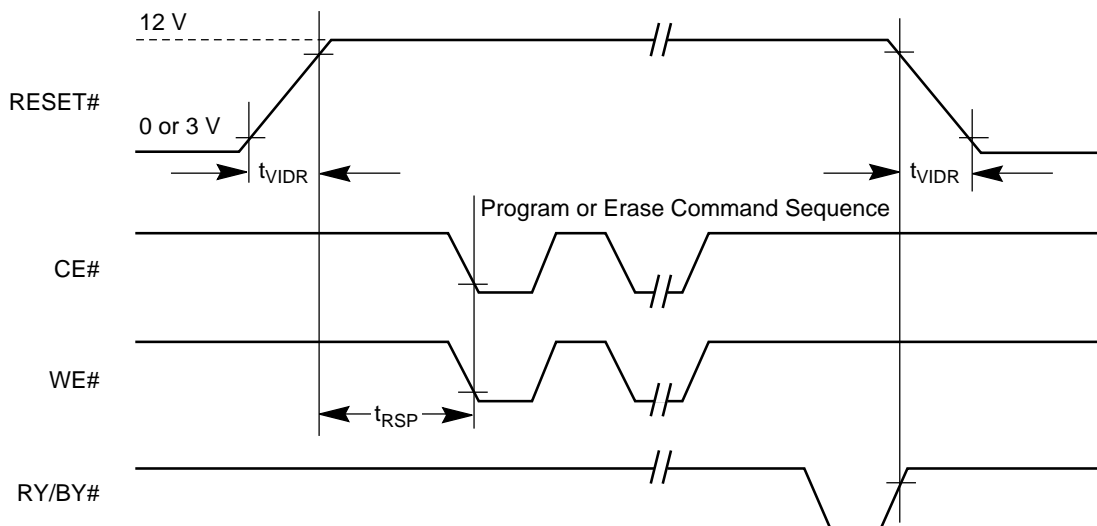 12 V
RESET#
0 or 3 V
tVIDR
tVIDR
Program or Erase Command Sequence
CE#
WE#
tRSP
RY/BY#